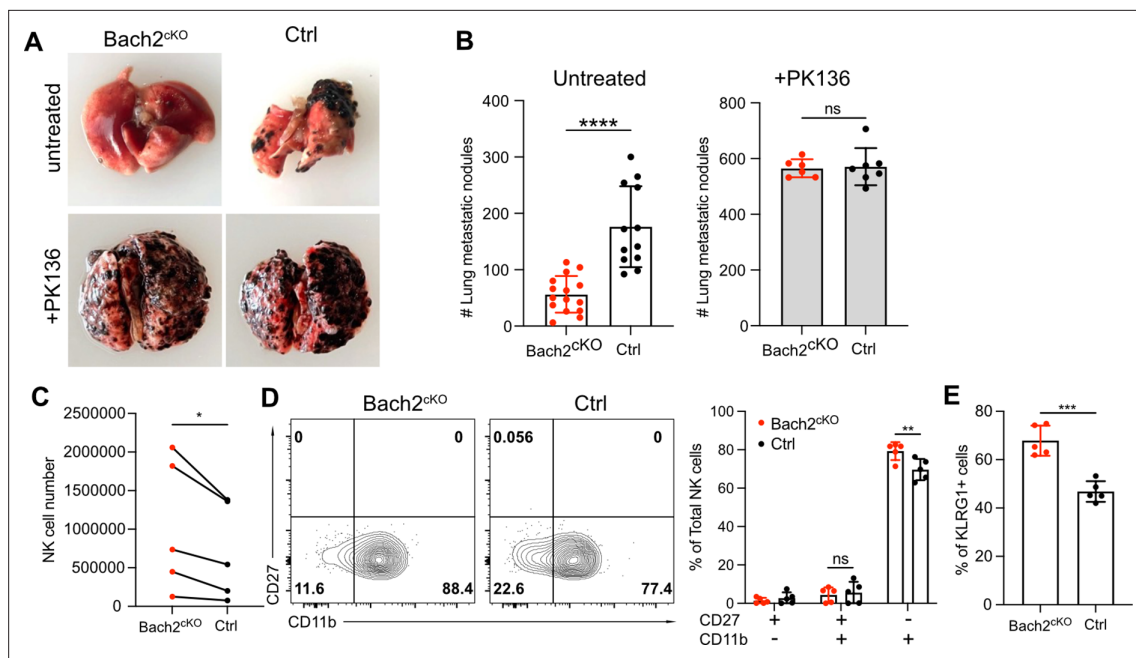 A
Bach2cKO
Ctrl
untreated
+PK136
B
Untreated
+PK136
# Lung metastatic nodules
400
300
200
100
0
****
Bach2cKO
Ctrl
# Lung metastatic nodules
800
600
400
200
0
ns
Bach2cKO
Ctrl
C
NK cell number
2500000
2000000
1500000
1000000
500000
0
*
Bach2cKO
Ctrl
D
Bach2cKO
Ctrl
0
0
11.6
88.4
0.056
0
22.6
77.4
CD27
CD11b
% of Total NK cells
100
80
60
40
20
0
Bach2cKO
Ctrl
ns
**
CD27 + + -
CD11b - + +
E
% of KLRG1+ cells
80
60
40
20
0
***
Bach2cKO
Ctrl